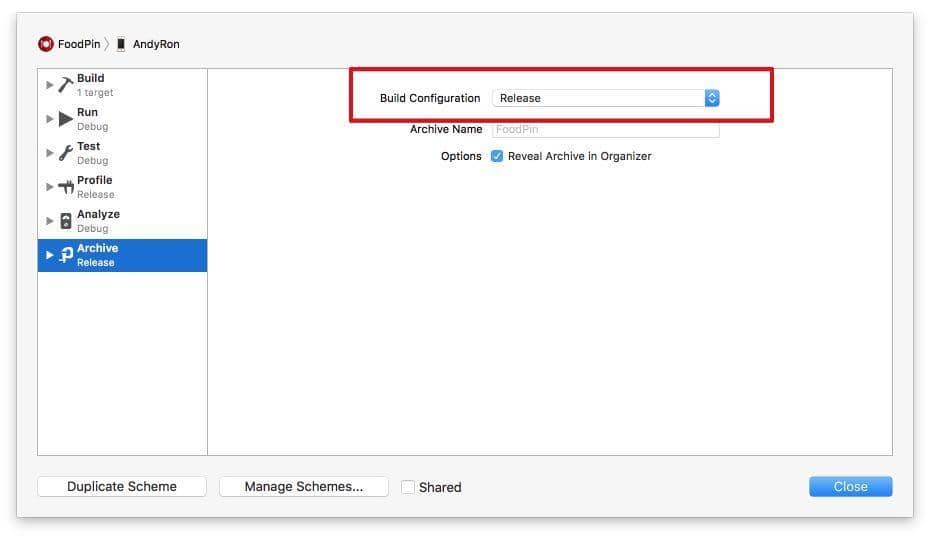 FoodPin AndyRon
Build
1 target
Run
Debug
Test
Debug
Profile
Release
Analyze
Debug
Archive
Release
Build Configuration Release
Archive Name FoodPin
Options Reveal Archive in Organizer
Duplicate Scheme Manage Schemes... Shared Close